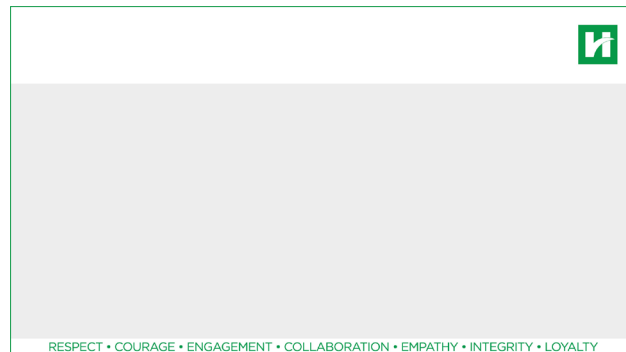 H
RESPECT • COURAGE • ENGAGEMENT • COLLABORATION • EMPATHY • INTEGRITY • LOYALTY